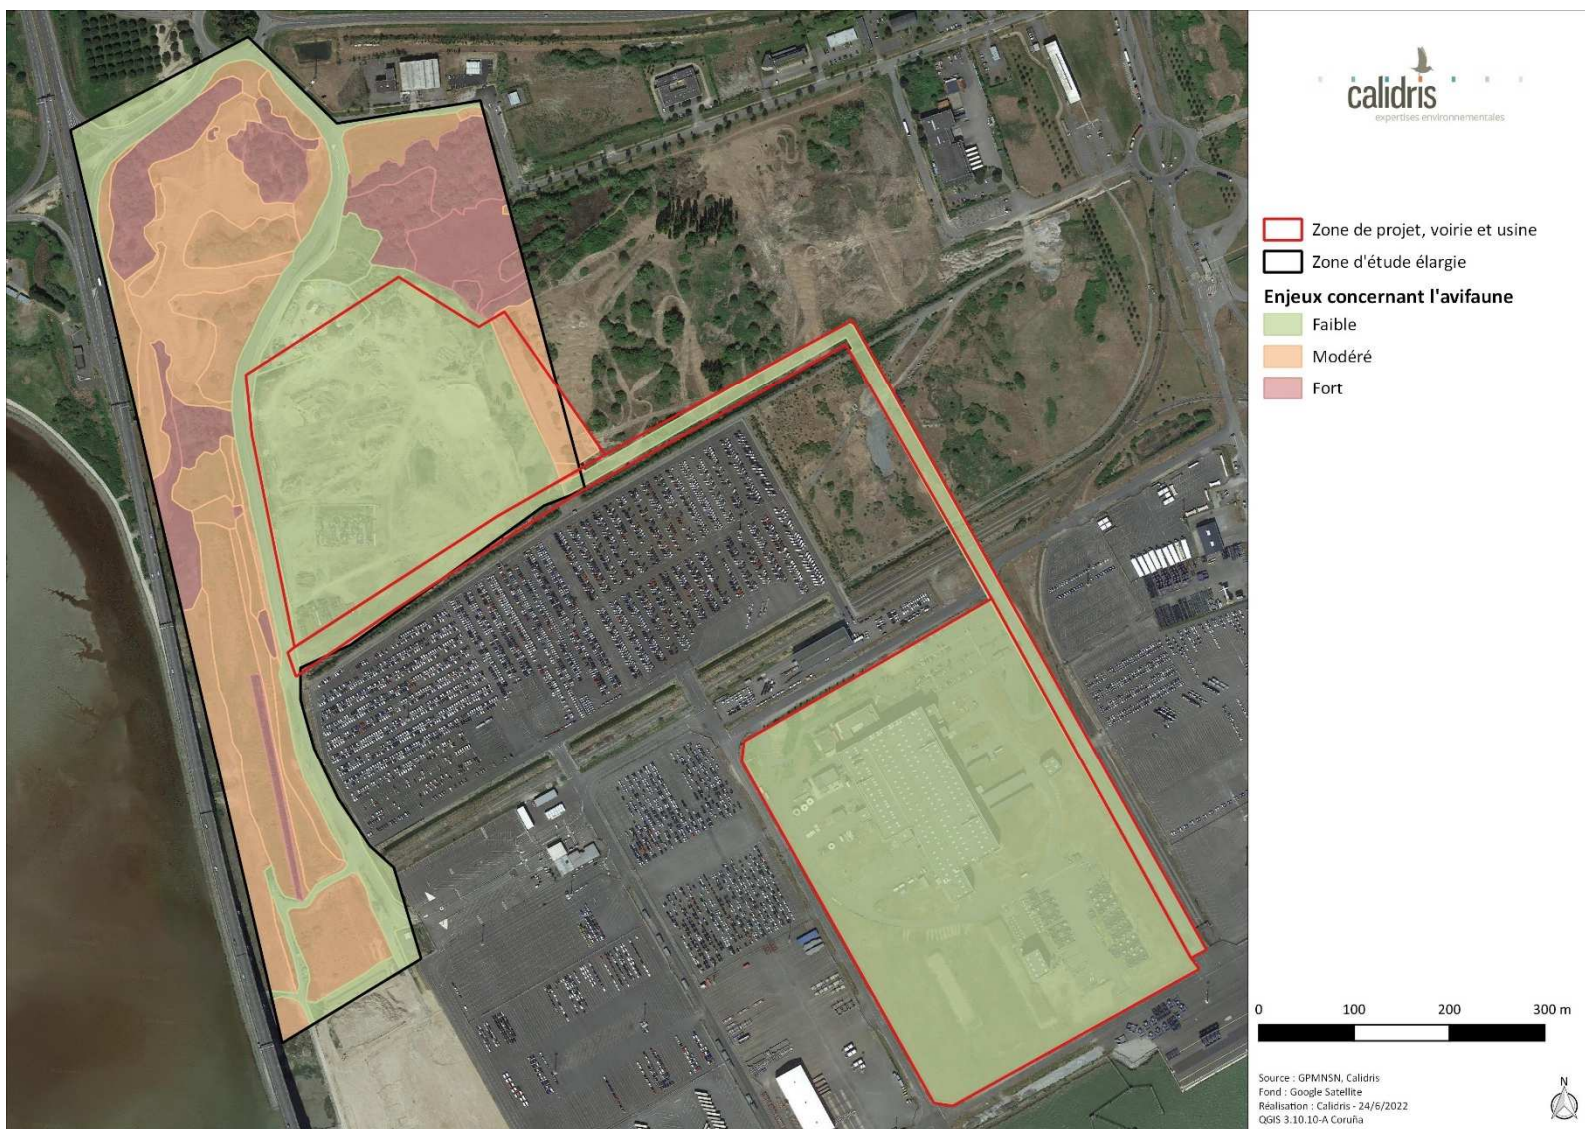 calidris
expertises environnementales
Zone de projet, voirie et usine
Zone d'étude élargie
Enjeux concernant l'avifaune
Faible
Modéré
Fort
0 100 200 300 m
Source : GPMNSN, Calidris
Fond : Google Satellite
Réalisation : Calidris - 24/6/2022
QGIS 3.10.10-A Coruña
N